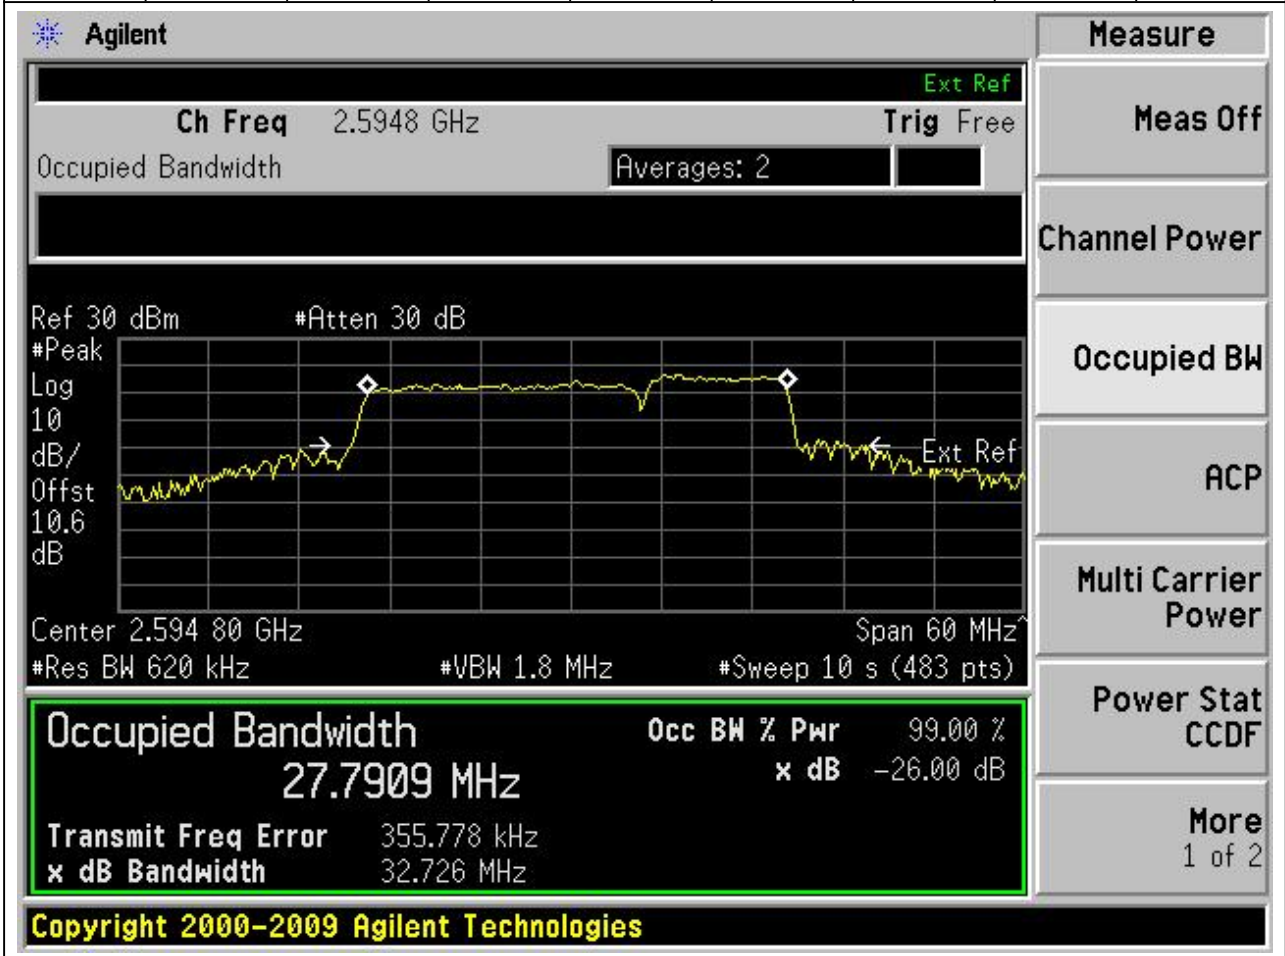 Agilent
Measure
Ext Ref
Ch Freq 2.5948 GHz Trig Free
Occupied Bandwidth Averages: 2
Meas Off
Channel Power
Occupied BW
ACP
Multi Carrier
Power
Power Stat
CCDF
More
1 of 2
Ref 30 dBm #Atten 30 dB
#Peak
Log
10
dB/
Offst
10.6
dB
Ext Ref
Center 2.594 80 GHz Span 60 MHz^
#Res BW 620 kHz #VBW 1.8 MHz #Sweep 10 s (483 pts)
Occupied Bandwidth Occ BW % Pwr 99.00 %
27.7909 MHz x dB -26.00 dB
Transmit Freq Error 355.778 kHz
x dB Bandwidth 32.726 MHz
Copyright 2000-2009 Agilent Technologies